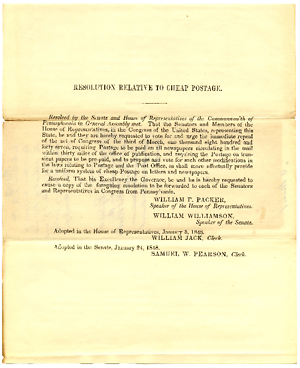 RESOLUTION RELATIVE TO CHEAP POSTAGE.
Resolved by the Senate and House of Representatives of the Commonwealth of
Pennsylvania in General Assembly met. That the Senators and Members of the
House of Representatives, in the Congress of the United States, representing this
State, be and they are hereby requested to vote for and urge the immediate repeal
of the act of Congress of the third of March, one thousand eight hundred and
forty seven, requiring Postage to be paid on all newspapers circulating in the mail
within thirty miles of the office of publication, and requiring the Postage on tran-
sient papers to be pre-paid, and to propose and vote for such other modifications in
the laws relating to Postage and the Post Office, as shall more effectually provide
for a uniform system of cheap Postage on letters and newspapers.
Resolved, That his Excellency the Governor, be and he is hereby requested to
cause a copy of the foregoing resolution to be forwarded to each of the Senators
and Representatives in Congress from Pennsylvania.
WILLIAM F. PACKER,
Speaker of the House of Representatives.
WILLIAM WILLIAMSON,
Speaker of the Senate.
Adopted in the House of Representatives, January 1848.
WILLIAM JACK, Clerk.
Adopted in the Senate, January 24, 1848.
SAMUEL W. PEARSON, Clerk.